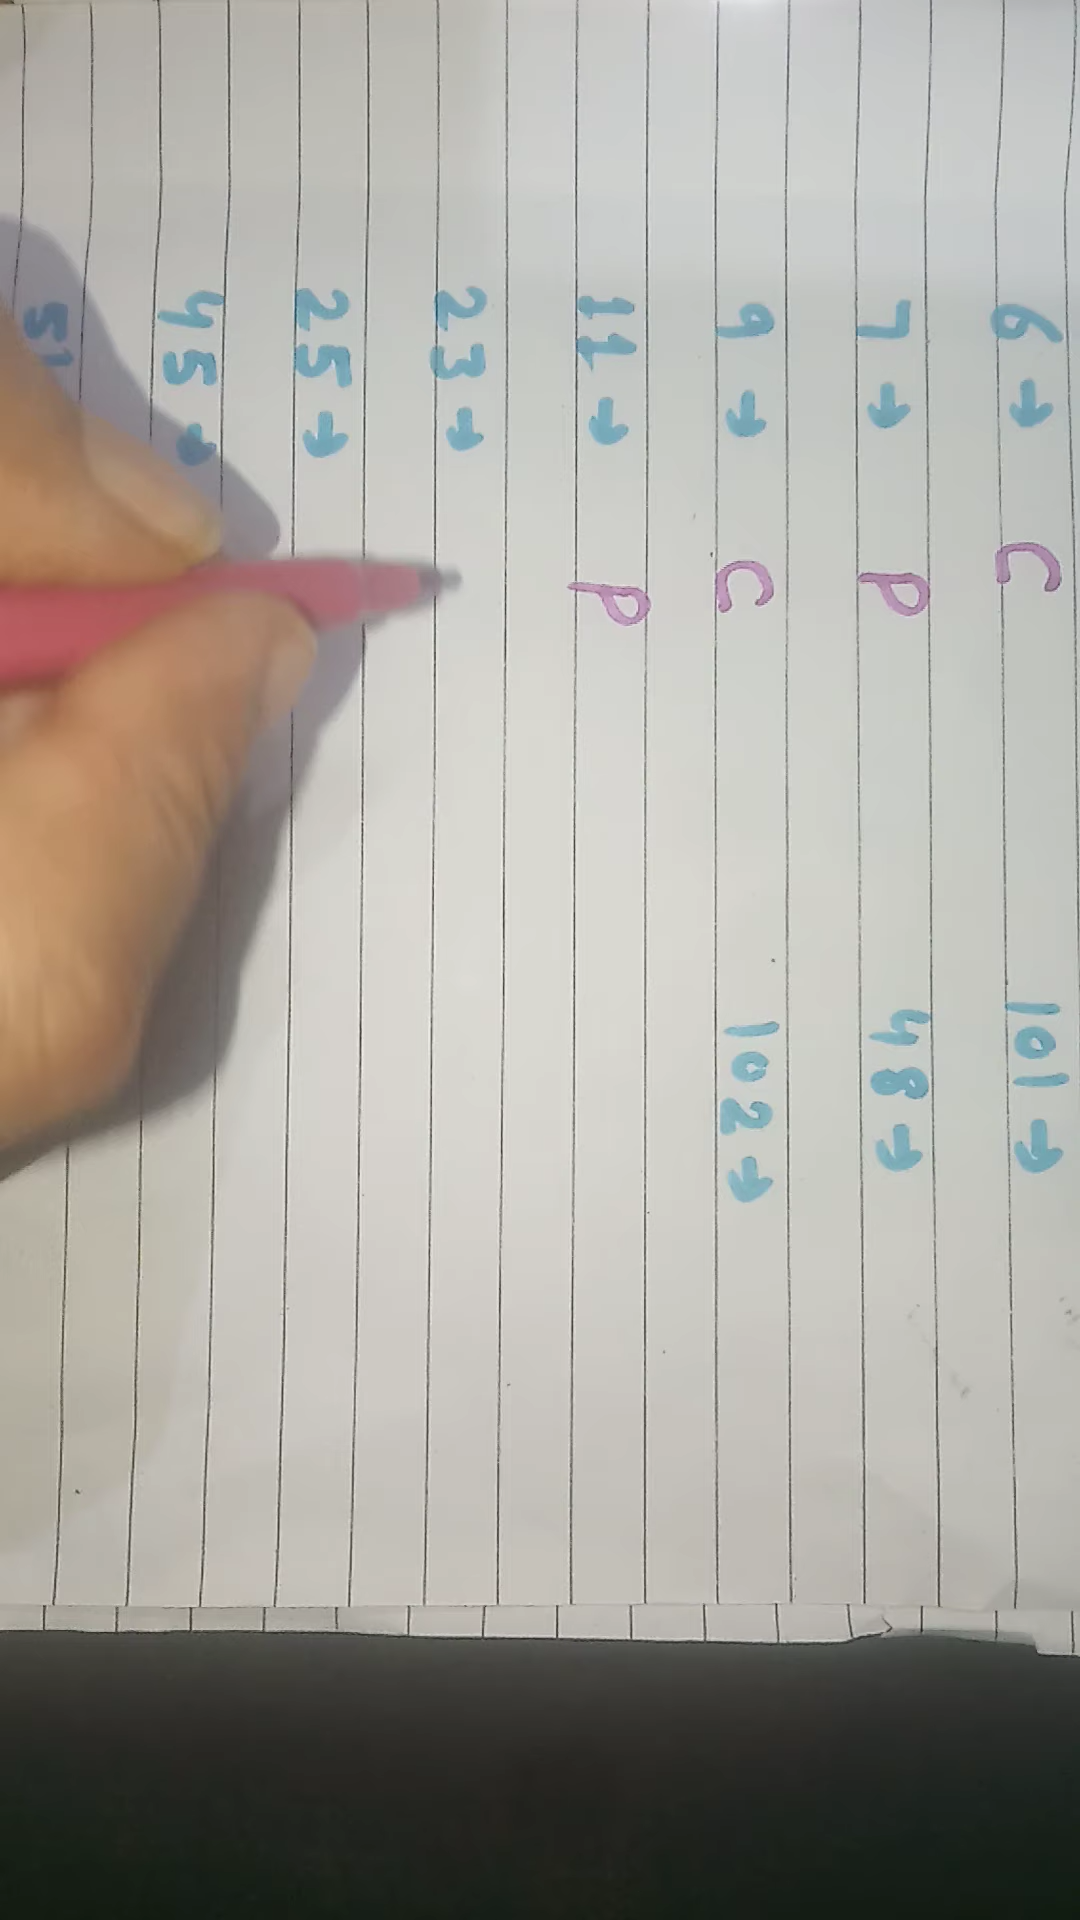 6 → C 101 →
7 → P 48 →
9 → C 102 →
11 → P
23 →
25 →
45 →
51